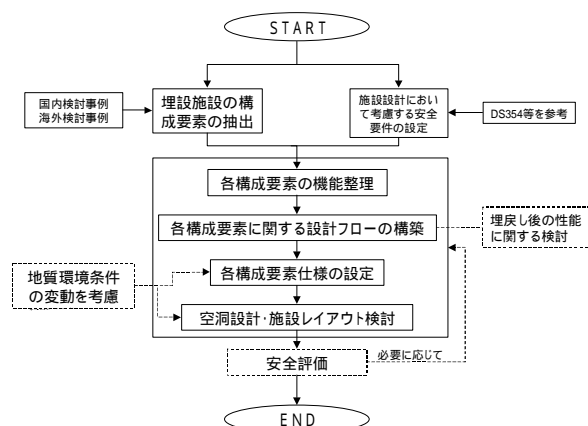 START
国内検討事例
海外検討事例
埋設施設の構
成要素の抽出
施設設計におい
て考慮する安全
要件の設定
DS354等を参考
各構成要素の機能整理
各構成要素に関する設計フローの構築
埋戻し後の性能
に関する検討
地質環境条件
の変動を考慮
各構成要素仕様の設定
空洞設計･施設レイアウト検討
安全評価
必要に応じて
END